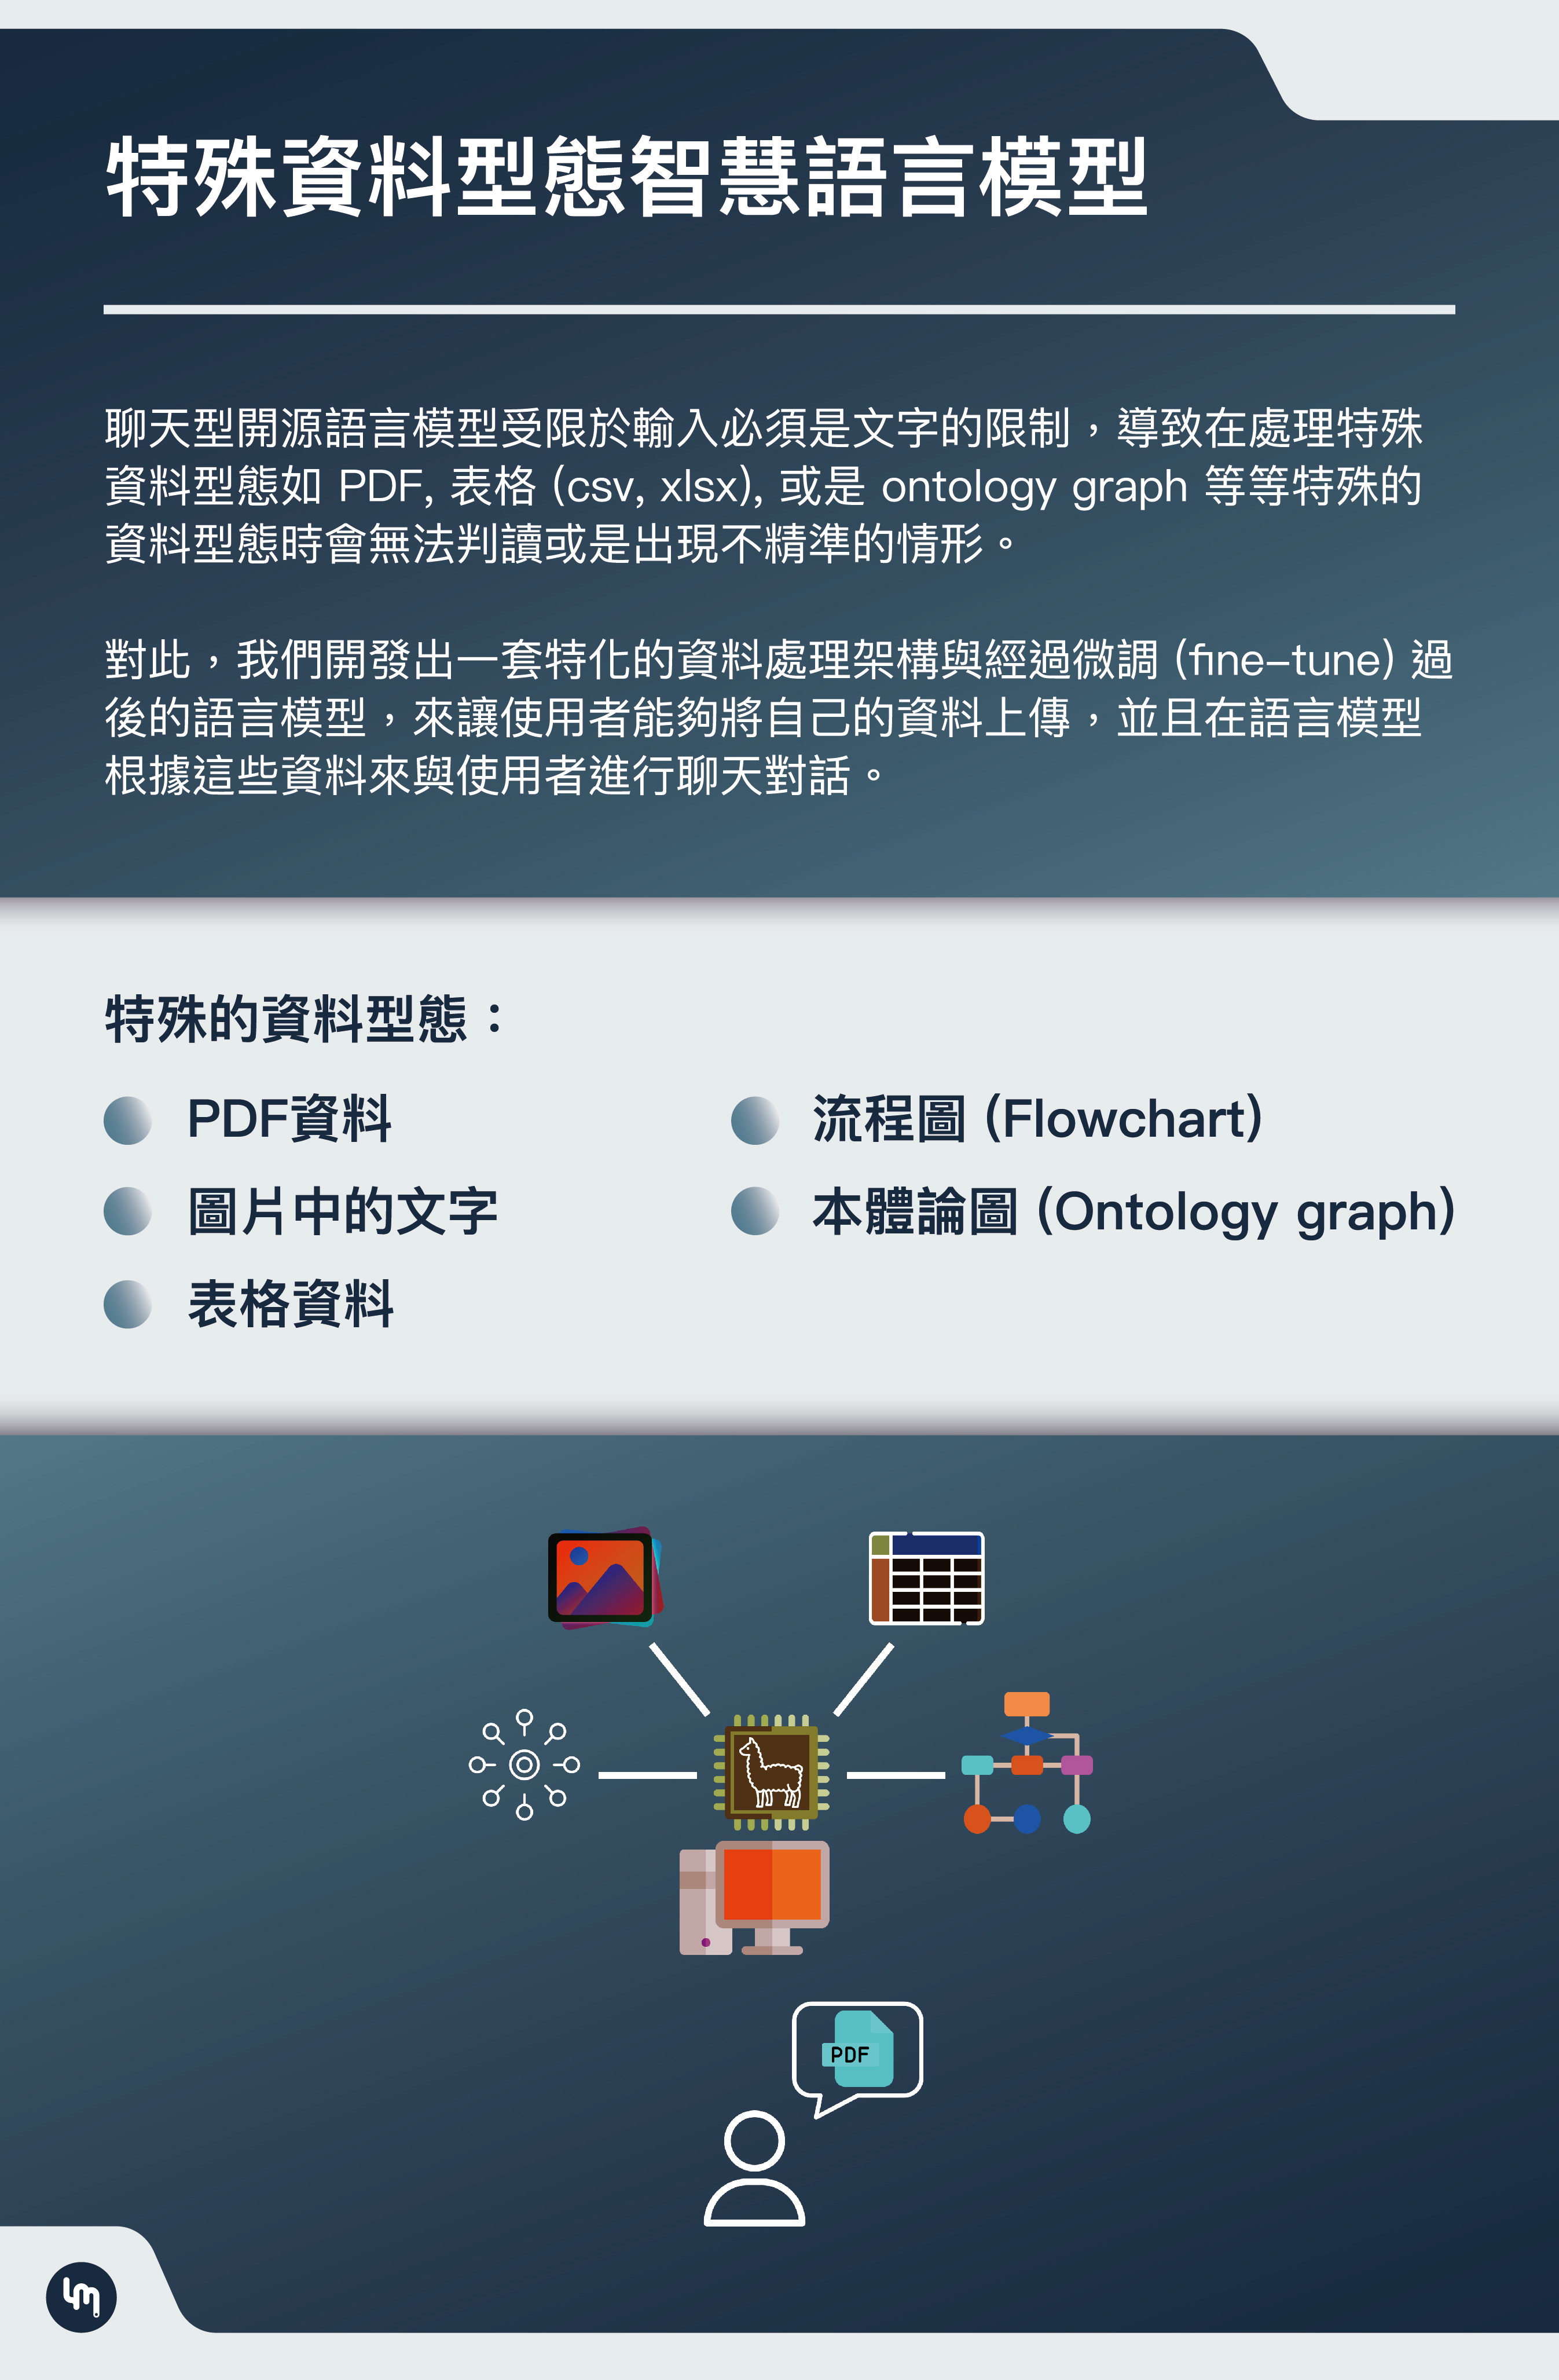 特殊資料型態智慧語言模型
聊天型開源語言模型受限於輸入必須是文字的限制，導致在處理特殊
資料型態如 PDF, 表格 (csv, xlsx), 或是 ontology graph 等等特殊的
資料型態時會無法判讀或是出現不精準的情形。
對此，我們開發出一套特化的資料處理架構與經過微調 (fine-tune) 過
後的語言模型，來讓使用者能夠將自己的資料上傳，並且在語言模型
根據這些資料來與使用者進行聊天對話。
特殊的資料型態：
PDF資料
圖片中的文字
表格資料
流程圖 (Flowchart)
本體論圖 (Ontology graph)
PDF